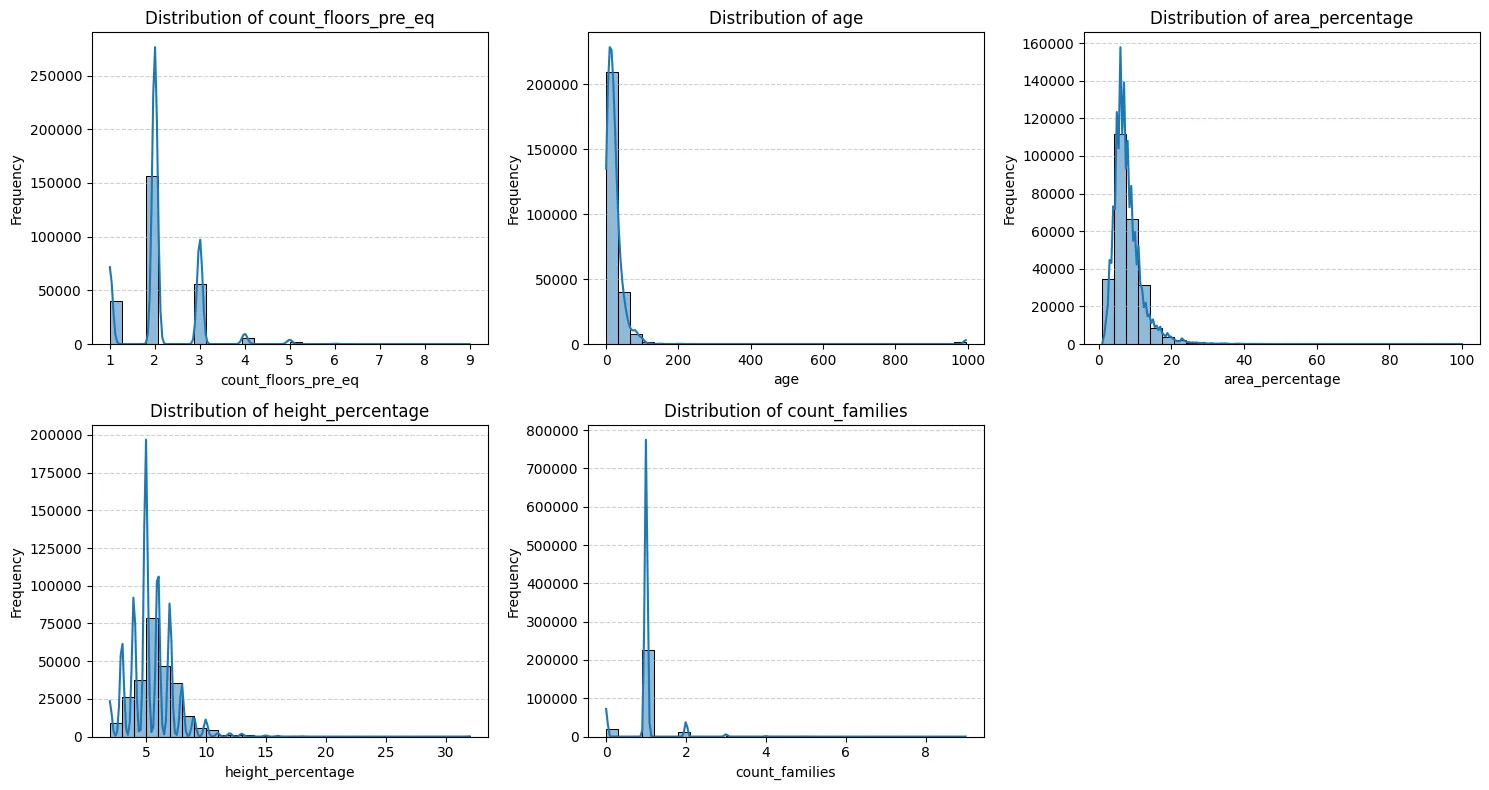 Distribution of count_floors_pre_eq
Frequency
250000
200000
150000
100000
50000
0
1 2 3 4 5 6 7 8 9
count_floors_pre_eq
Distribution of age
Frequency
200000
150000
100000
50000
0
0 200 400 600 800 1000
age
Distribution of area_percentage
Frequency
160000
140000
120000
100000
80000
60000
40000
20000
0
0 20 40 60 80 100
area_percentage
Distribution of height_percentage
Frequency
200000
175000
150000
125000
100000
75000
50000
25000
0
5 10 15 20 25 30
height_percentage
Distribution of count_families
Frequency
800000
700000
600000
500000
400000
300000
200000
100000
0
0 2 4 6 8
count_families